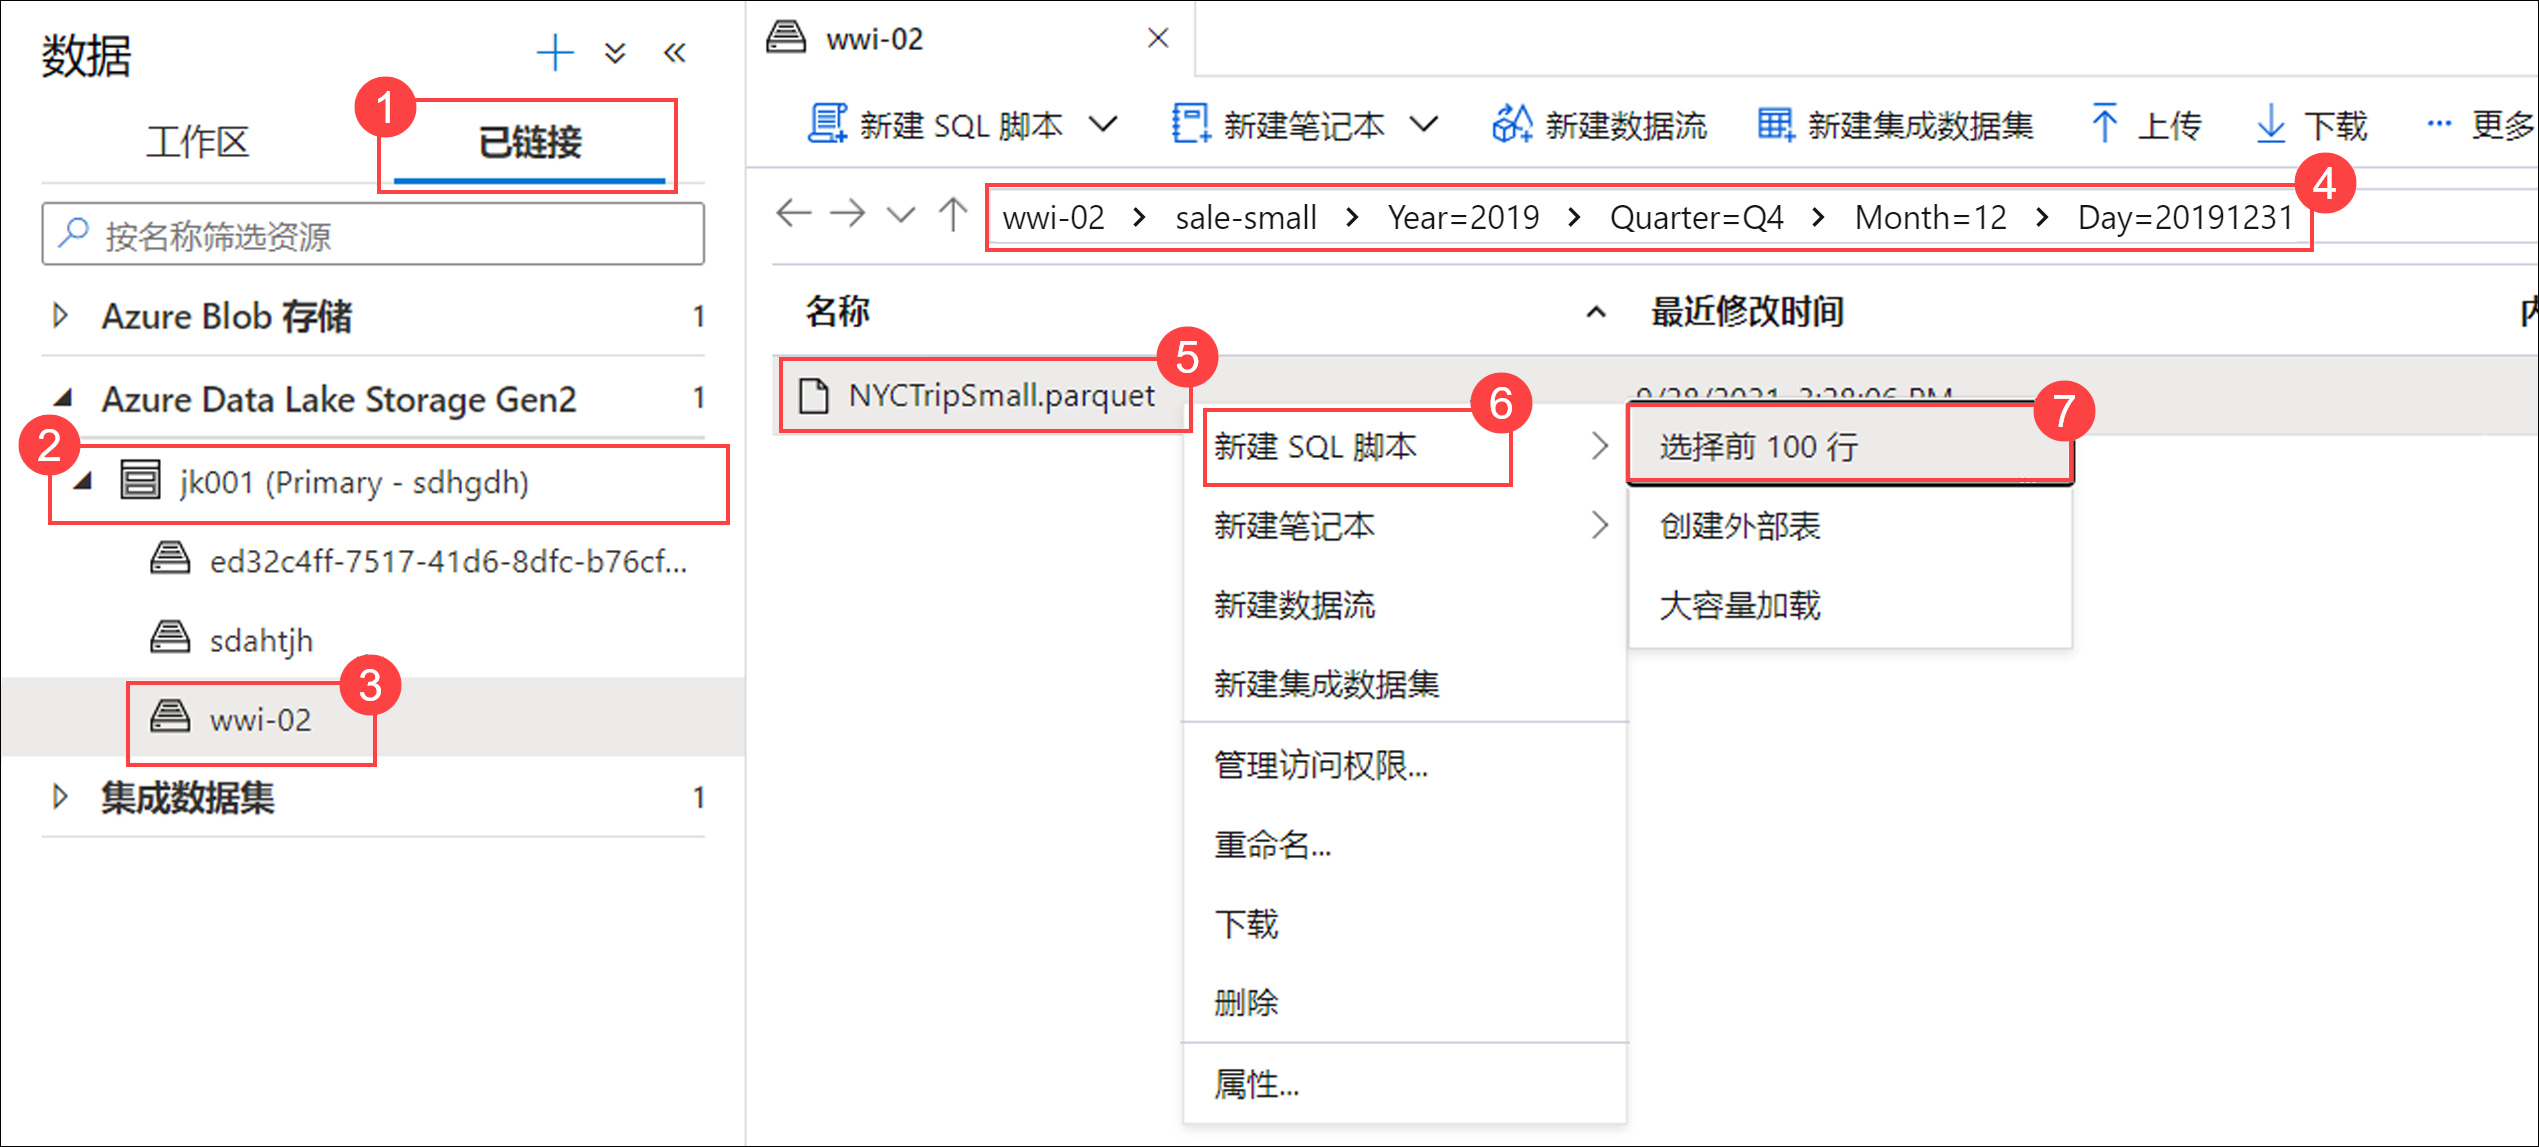 数据
1
工作区
已链接
按名称筛选资源
Azure Blob 存储 1
Azure Data Lake Storage Gen2 1
2
jk001 (Primary - sdhgdh)
ed32c4ff-7517-41d6-8dfc-b76cf...
sdahtjh
3
wwi-02
集成数据集 1
wwi-02
新建 SQL 脚本 新建笔记本 新建数据流 新建集成数据集 上传 下载 ... 更多
4
wwi-02 > sale-small > Year=2019 > Quarter=Q4 > Month=12 > Day=20191231
名称 最近修改时间
5
NYCTripSmall.parquet 9/28/2021, 3:28:06 PM
6
新建 SQL 脚本
新建笔记本
新建数据流
新建集成数据集
管理访问权限...
重命名...
下载
删除
属性...
7
选择前 100 行
创建外部表
大容量加载